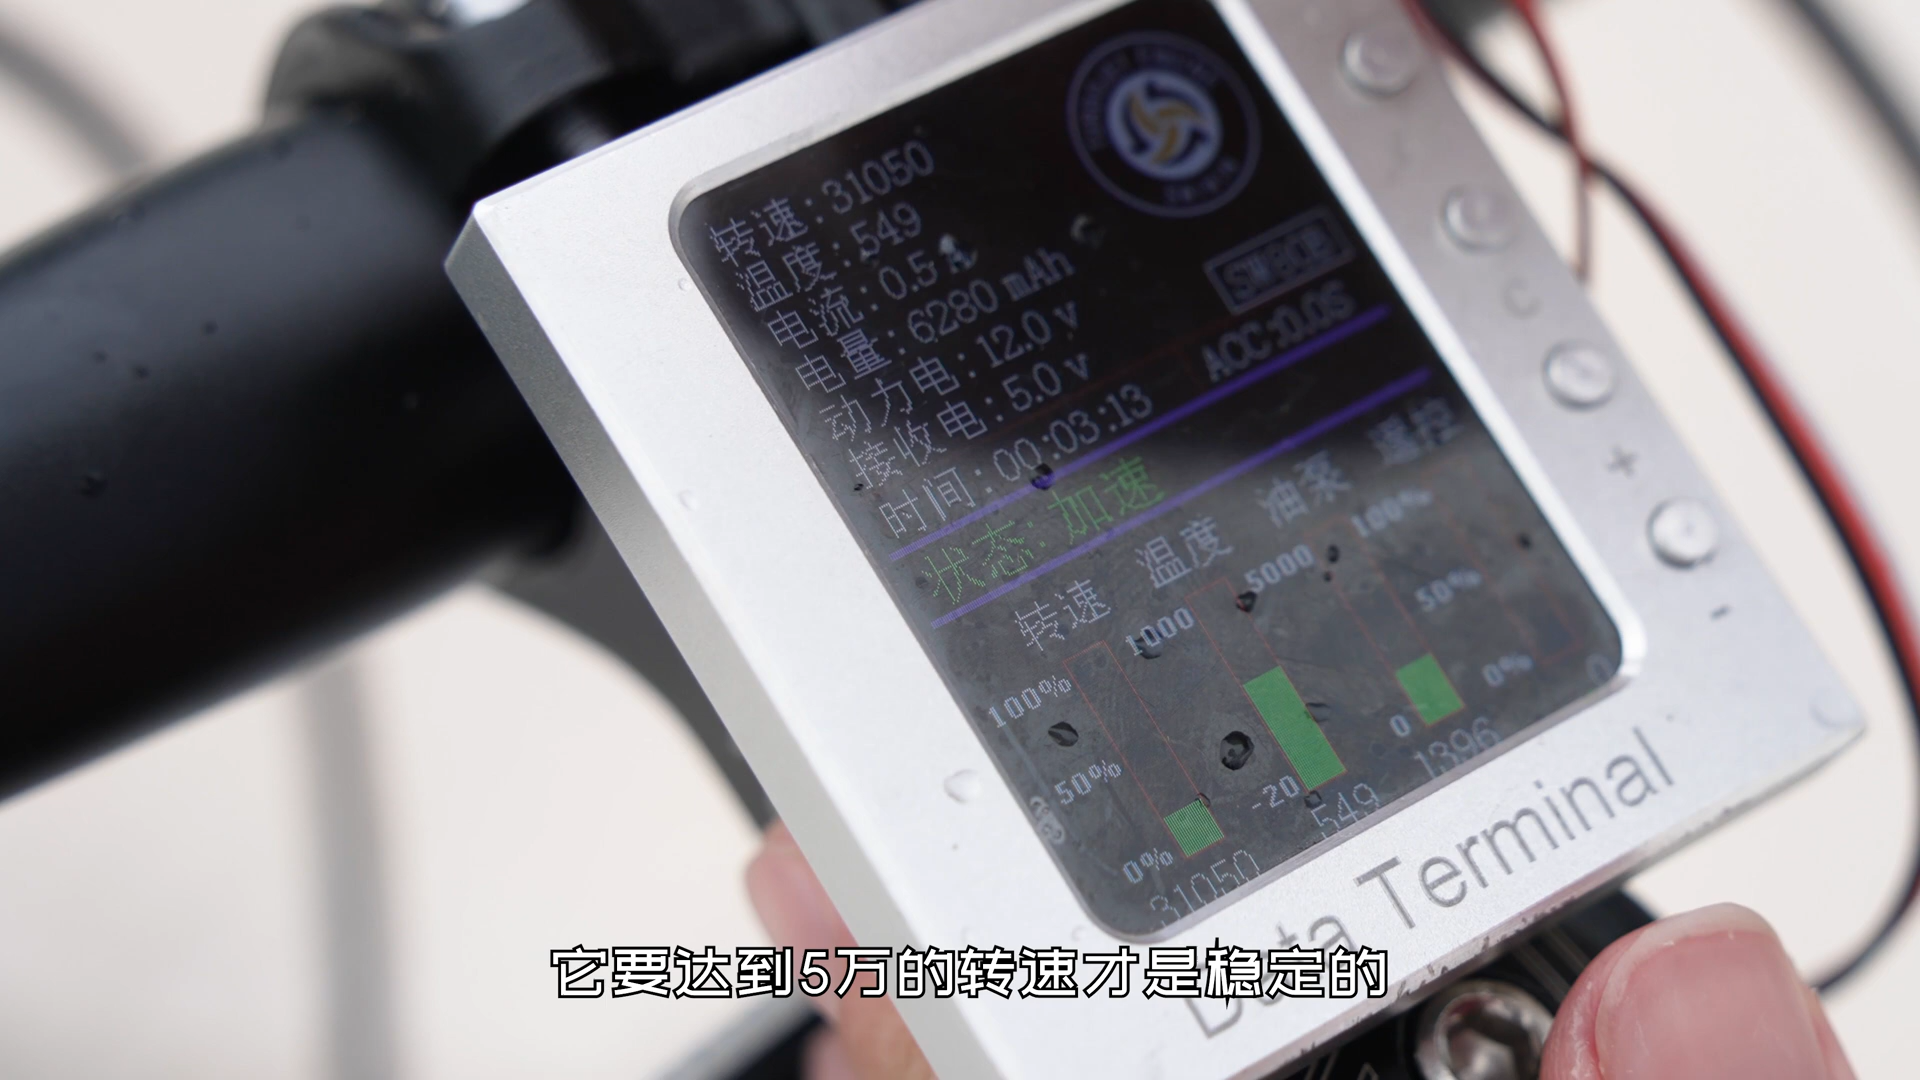 转速:31050
温度:549
电流:0.5 A
电量:6280 mAh
动力电:12.0 v
接收电:5.0 v
时间:00:03:13
ACC:0.0S
状态:加速
转速 温度 油泵 遥控
100% 1000 5000 100%
50% 50%
0% -20 0 0%
31050 549 1396 0
C
+
-
Data Terminal
它要达到5万的转速才是稳定的